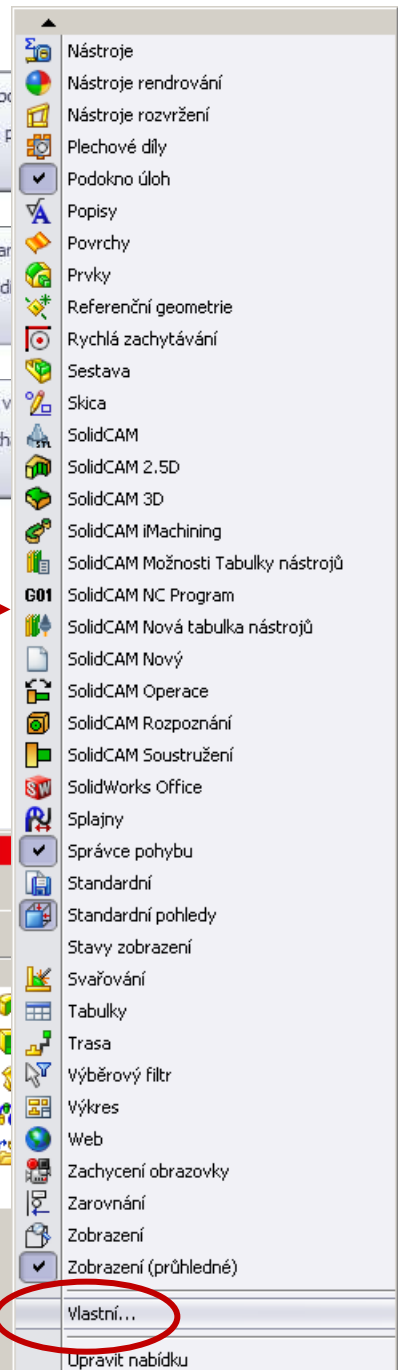 Nástroje
Nástroje rendrování
Nástroje rozvržení
Plechové díly
Podokno úloh
Popisy
Povrchy
Prvky
Referenční geometrie
Rychlá zachytávání
Sestava
Skica
SolidCAM
SolidCAM 2.5D
SolidCAM 3D
SolidCAM iMachining
SolidCAM Možnosti Tabulky nástrojů
G01 SolidCAM NC Program
SolidCAM Nová tabulka nástrojů
SolidCAM Nový
SolidCAM Operace
SolidCAM Rozpoznání
SolidCAM Soustružení
SolidWorks Office
Splajny
Správce pohybu
Standardní
Standardní pohledy
Stavy zobrazení
Svařování
Tabulky
Trasa
Výběrový filtr
Výkres
Web
Zachycení obrazovky
Zarovnání
Zobrazení
Zobrazení (průhledné)
Vlastní...
Upravit nabídku